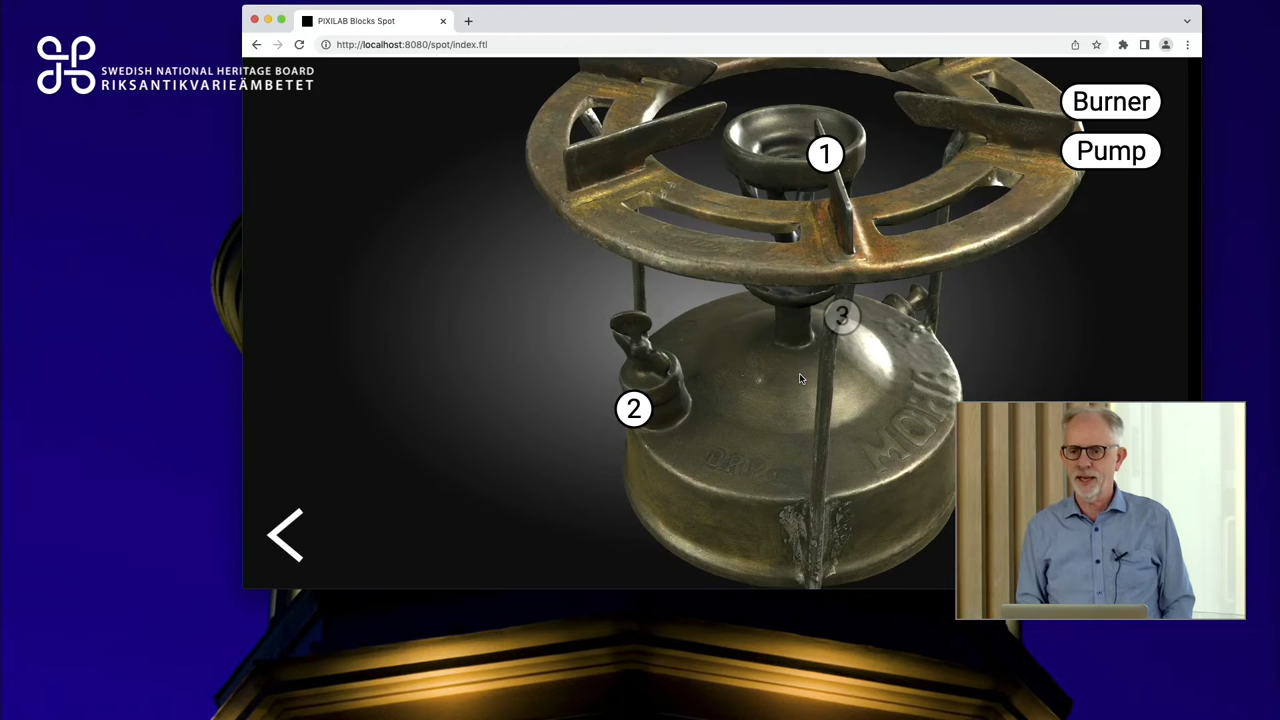 PIXILAB Blocks Spot
http://localhost:8080/spot/index.ftl
SWEDISH NATIONAL HERITAGE BOARD
RIKSANTIKVARIEÄMBETET
Burner
Pump
1
3
2